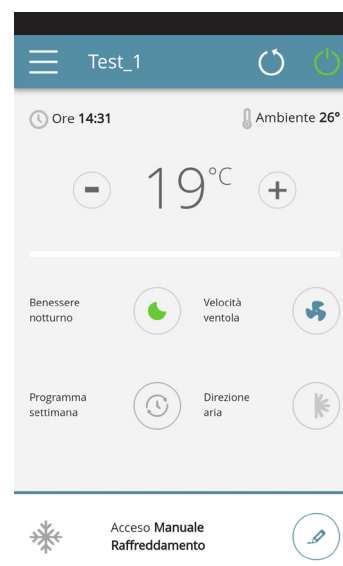 Test_1
Ore 14:31 Ambiente 26°
- 19°C +
Benessere
notturno
Velocità
ventola
Programma
settimana
Direzione
aria
Acceso Manuale
Raffreddamento